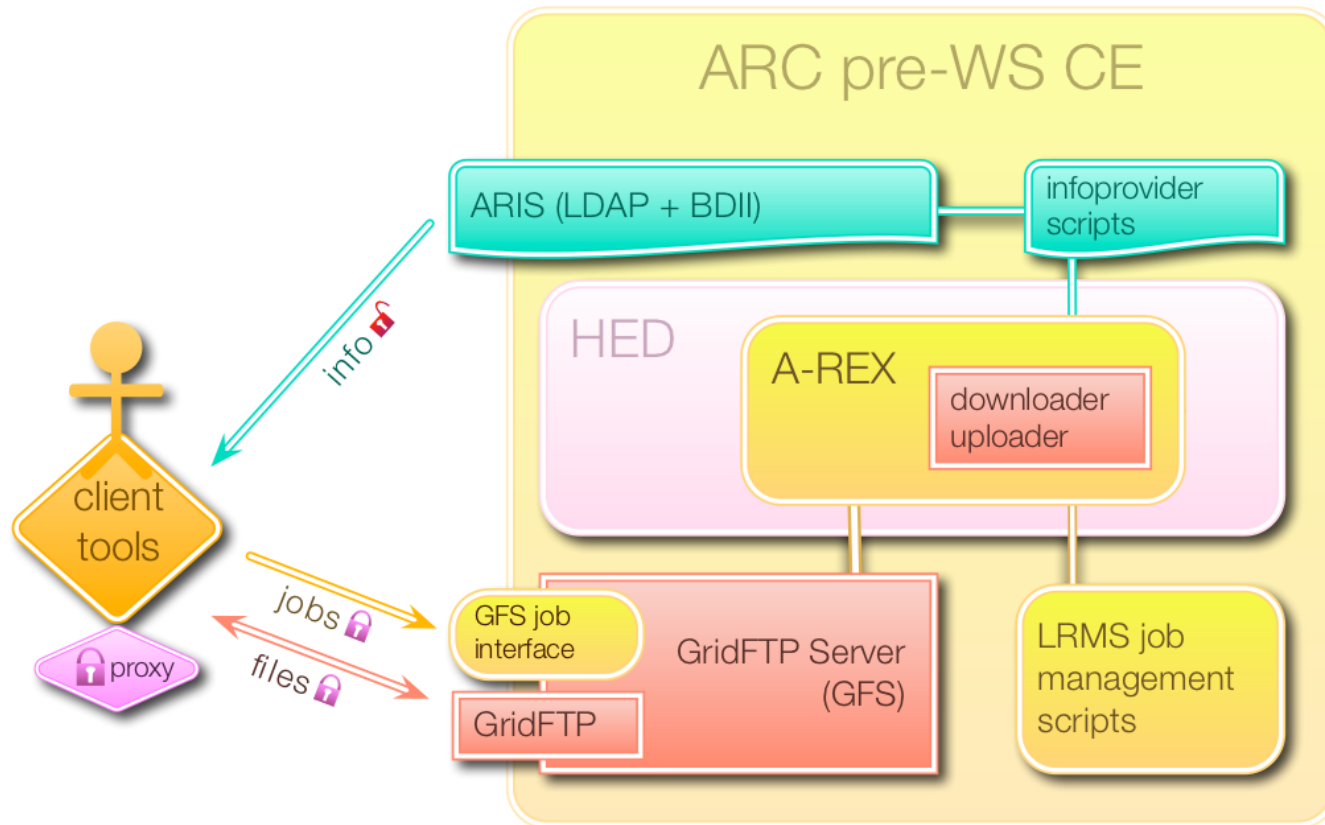 ARC pre-WS CE
ARIS (LDAP + BDII)
infoprovider
scripts
info
HED
A-REX
downloader
uploader
client
tools
proxy
jobs
files
GFS job
interface
GridFTP
GridFTP Server
(GFS)
LRMS job
management
scripts